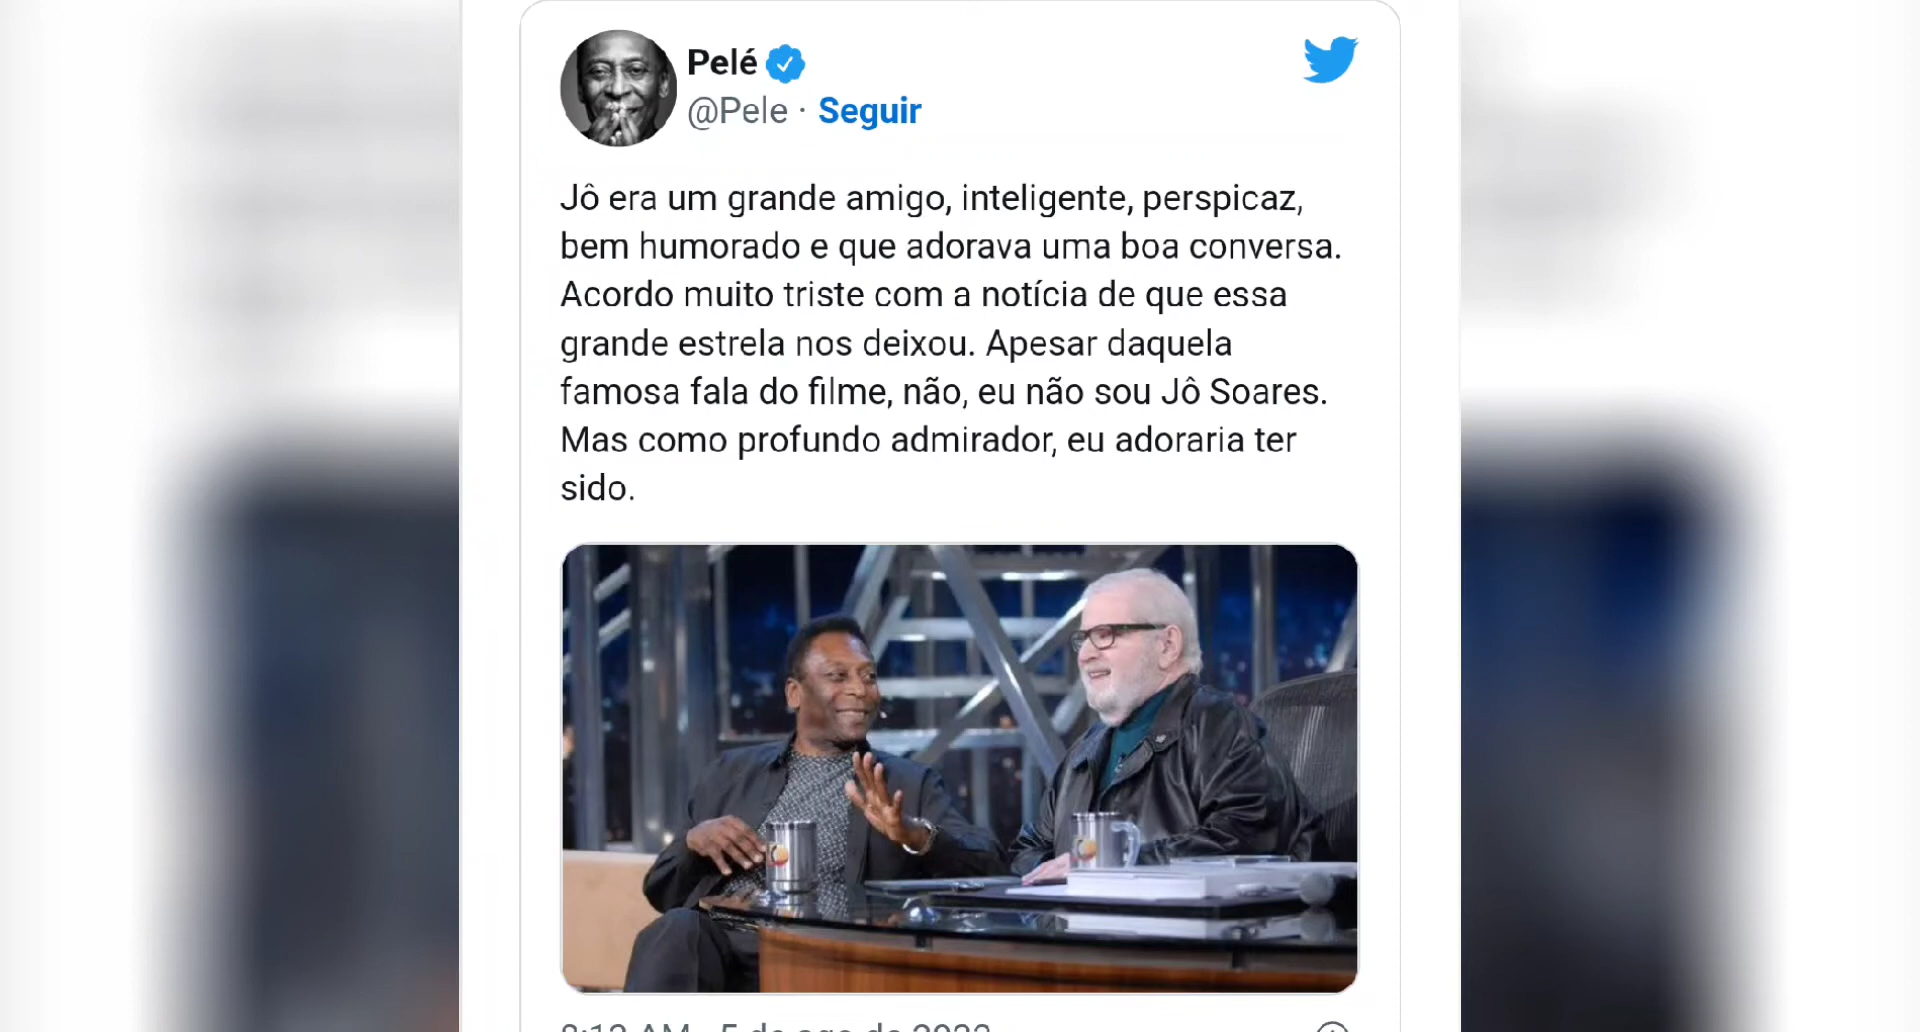 Pelé
@Pele · Seguir
Jô era um grande amigo, inteligente, perspicaz,
bem humorado e que adorava uma boa conversa.
Acordo muito triste com a notícia de que essa
grande estrela nos deixou. Apesar daquela
famosa fala do filme, não, eu não sou Jô Soares.
Mas como profundo admirador, eu adoraria ter
sido.